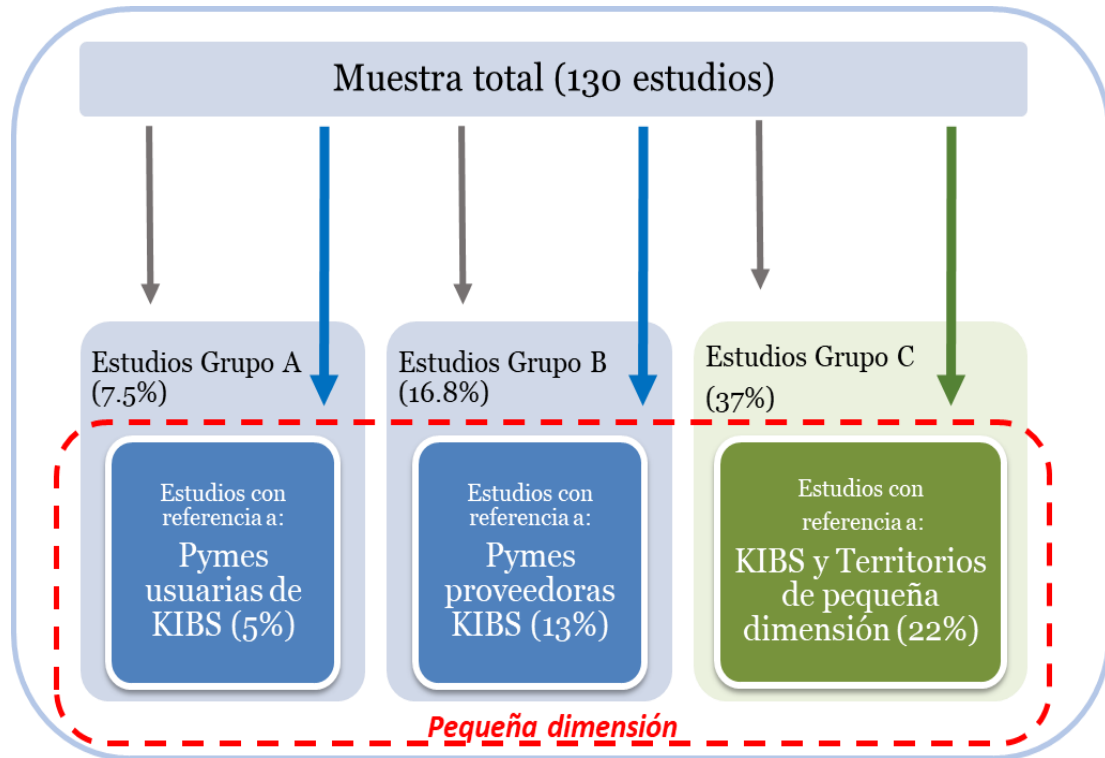 Muestra total (130 estudios)
Estudios Grupo A
(7.5%)
Estudios con
referencia a:
Pymes
usuarias de
KIBS (5%)
Estudios Grupo B
(16.8%)
Estudios con
referencia a:
Pymes
proveedoras
KIBS (13%)
Estudios Grupo C
(37%)
Estudios con
referencia a:
KIBS y Territorios
de pequeña
dimensión (22%)
Pequeña dimensión